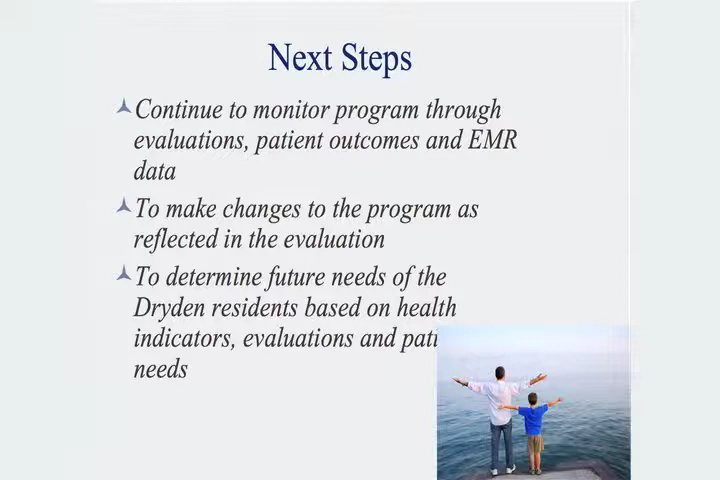 Next Steps
Continue to monitor program through
evaluations, patient outcomes and EMR
data
To make changes to the program as
reflected in the evaluation
To determine future needs of the
Dryden residents based on health
indicators, evaluations and pati
needs